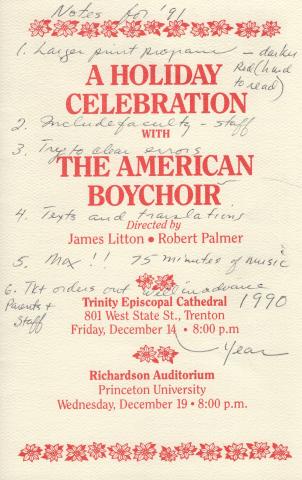 Notes for '91
1. Larger print programs – darker
Red (hard
to read)
A HOLIDAY
CELEBRATION
2. Include faculty – staff
WITH
3. Try to clear errors
THE AMERICAN
BOYCHOIR
4. Texts and translations
Directed by
James Litton • Robert Palmer
5. Max!! 75 minutes of music
6. Tkt orders out well in advance
Parents +
Staff
1990
Trinity Episcopal Cathedral
801 West State St., Trenton
Friday, December 14 • 8:00 p.m
Year
Richardson Auditorium
Princeton University
Wednesday, December 19 • 8:00 p.m.